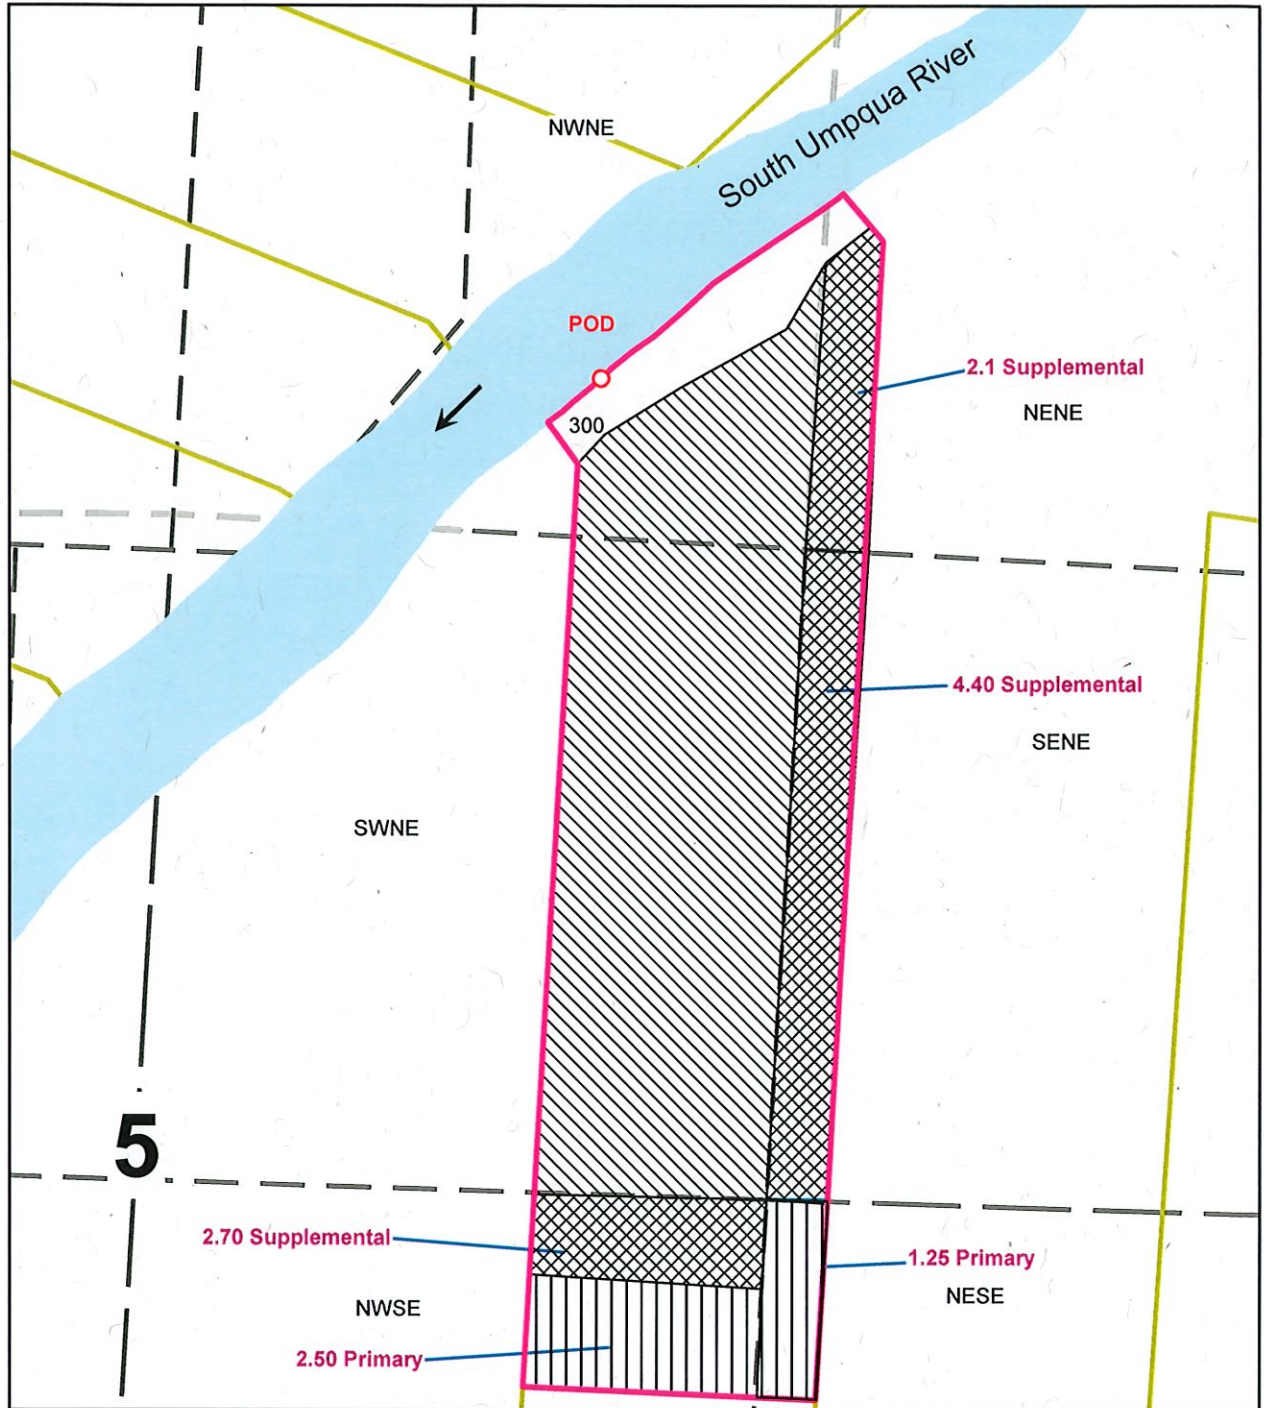 NWNE
South Umpqua River
POD
2.1 Supplemental
NENE
300
4.40 Supplemental
SENE
SWNE
5
2.70 Supplemental
1.25 Primary
NESE
NWSE
2.50 Primary